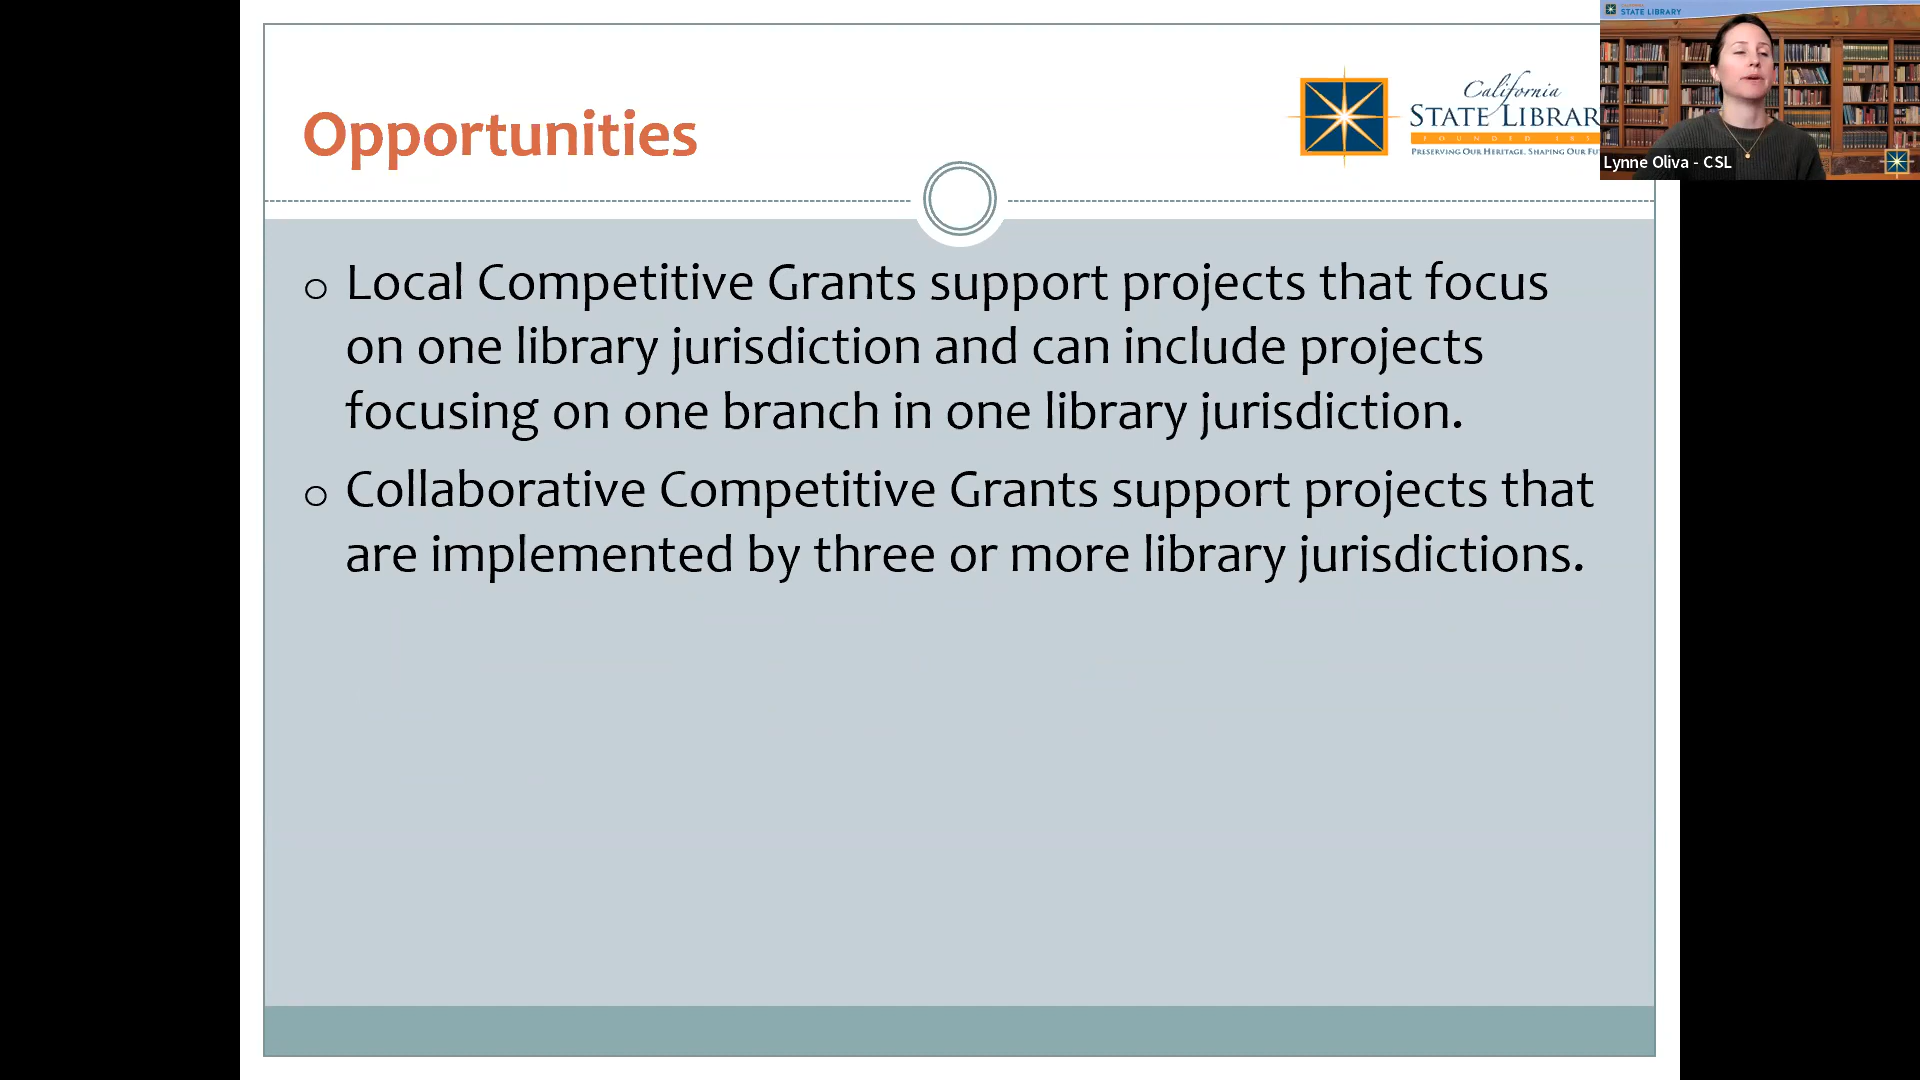 Opportunities
California
STATE LIBRAR
FOUNDED
PRESERVING OUR HERITAGE, SHAPING OUR FU
STATE LIBRARY
Lynne Oliva - CSL
o Local Competitive Grants support projects that focus
on one library jurisdiction and can include projects
focusing on one branch in one library jurisdiction.
o Collaborative Competitive Grants support projects that
are implemented by three or more library jurisdictions.